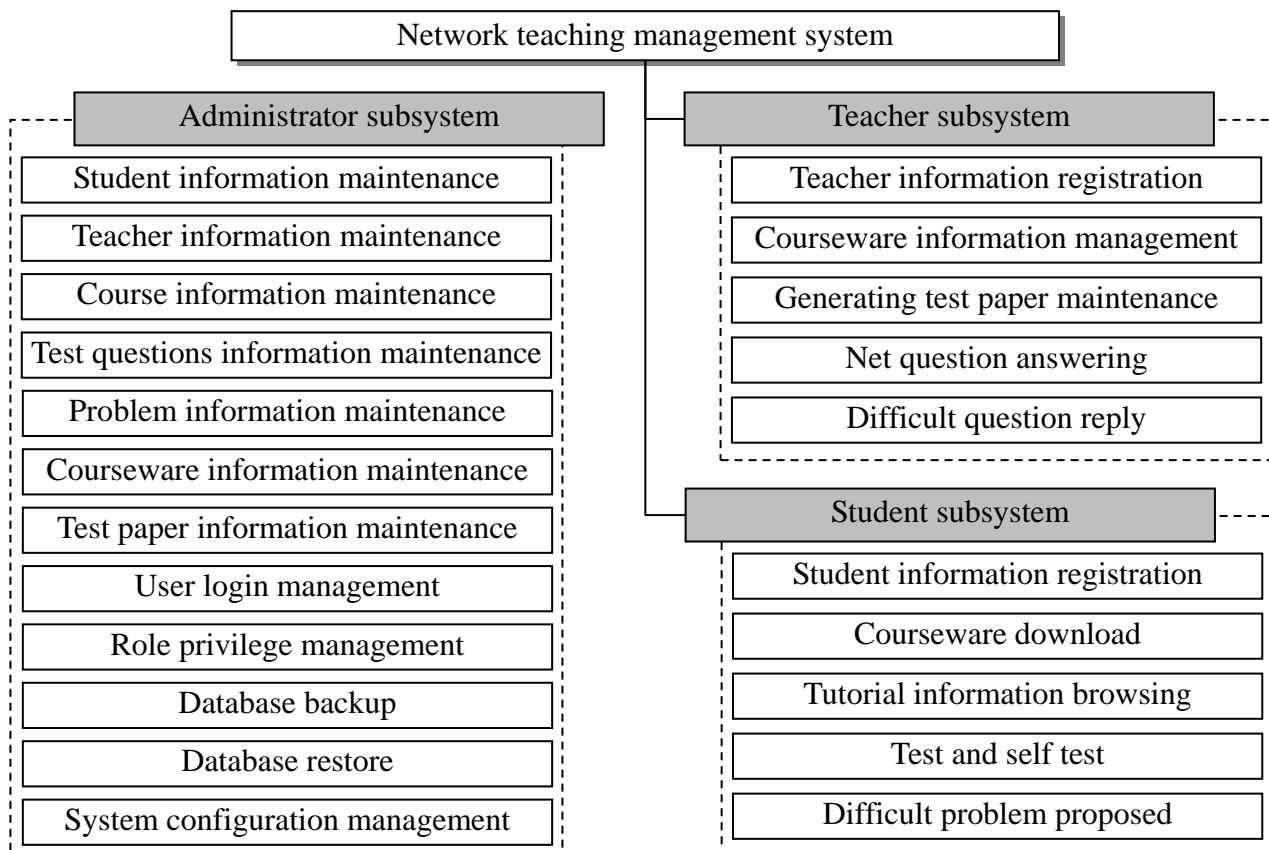 Network teaching management system
Administrator subsystem
Student information maintenance
Teacher information maintenance
Course information maintenance
Test questions information maintenance
Problem information maintenance
Courseware information maintenance
Test paper information maintenance
User login management
Role privilege management
Database backup
Database restore
System configuration management
Teacher subsystem
Teacher information registration
Courseware information management
Generating test paper maintenance
Net question answering
Difficult question reply
Student subsystem
Student information registration
Courseware download
Tutorial information browsing
Test and self test
Difficult problem proposed